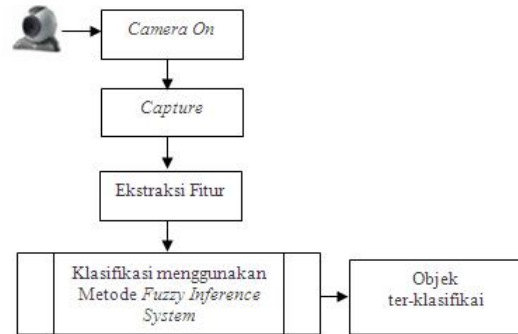 Camera On
Capture
Ekstraksi Fitur
Klasifikasi menggunakan
Metode Fuzzy Inference
System
Objek
ter-klasifikai